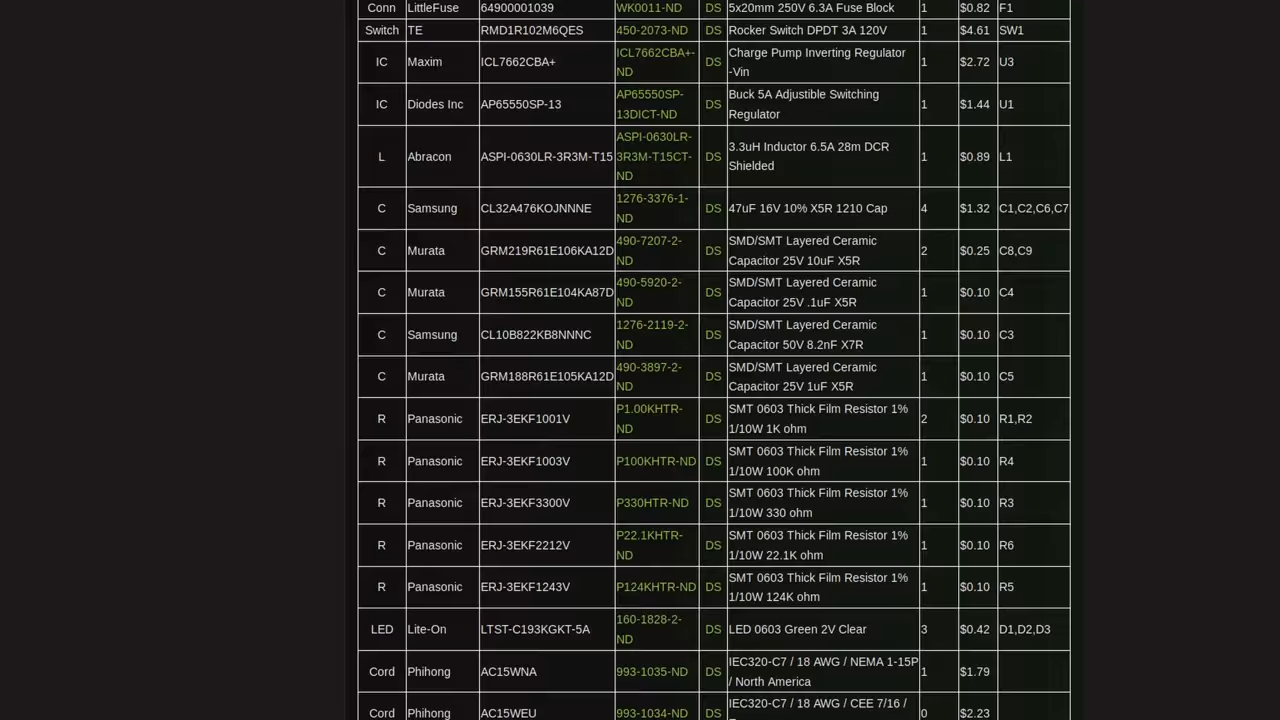 Conn LittleFuse 64900001039 WK0011-ND DS 5x20mm 250V 6.3A Fuse Block 1 $0.82 F1
Switch TE RMD1R102M6QES 450-2073-ND DS Rocker Switch DPDT 3A 120V 1 $4.61 SW1
IC Maxim ICL7662CBA+ ICL7662CBA+-
ND DS Charge Pump Inverting Regulator
-Vin 1 $2.72 U3
IC Diodes Inc AP65550SP-13 AP65550SP-
13DICT-ND DS Buck 5A Adjustible Switching
Regulator 1 $1.44 U1
L Abracon ASPI-0630LR-3R3M-T15 ASPI-0630LR-
3R3M-T15CT-
ND DS 3.3uH Inductor 6.5A 28m DCR
Shielded 1 $0.89 L1
C Samsung CL32A476KOJNNNE 1276-3376-1-
ND DS 47uF 16V 10% X5R 1210 Cap 4 $1.32 C1,C2,C6,C7
C Murata GRM219R61E106KA12D 490-7207-2-
ND DS SMD/SMT Layered Ceramic
Capacitor 25V 10uF X5R 2 $0.25 C8,C9
C Murata GRM155R61E104KA87D 490-5920-2-
ND DS SMD/SMT Layered Ceramic
Capacitor 25V .1uF X5R 1 $0.10 C4
C Samsung CL10B822KB8NNNC 1276-2119-2-
ND DS SMD/SMT Layered Ceramic
Capacitor 50V 8.2nF X7R 1 $0.10 C3
C Murata GRM188R61E105KA12D 490-3897-2-
ND DS SMD/SMT Layered Ceramic
Capacitor 25V 1uF X5R 1 $0.10 C5
R Panasonic ERJ-3EKF1001V P1.00KHTR-
ND DS SMT 0603 Thick Film Resistor 1%
1/10W 1K ohm 2 $0.10 R1,R2
R Panasonic ERJ-3EKF1003V P100KHTR-ND DS SMT 0603 Thick Film Resistor 1%
1/10W 100K ohm 1 $0.10 R4
R Panasonic ERJ-3EKF3300V P330HTR-ND DS SMT 0603 Thick Film Resistor 1%
1/10W 330 ohm 1 $0.10 R3
R Panasonic ERJ-3EKF2212V P22.1KHTR-
ND DS SMT 0603 Thick Film Resistor 1%
1/10W 22.1K ohm 1 $0.10 R6
R Panasonic ERJ-3EKF1243V P124KHTR-ND DS SMT 0603 Thick Film Resistor 1%
1/10W 124K ohm 1 $0.10 R5
LED Lite-On LTST-C193KGKT-5A 160-1828-2-
ND DS LED 0603 Green 2V Clear 3 $0.42 D1,D2,D3
Cord Phihong AC15WNA 993-1035-ND DS IEC320-C7 / 18 AWG / NEMA 1-15P
/ North America 1 $1.79
Cord Phihong AC15WEU 993-1034-ND DS IEC320-C7 / 18 AWG / CEE 7/16 /
0 $2.23